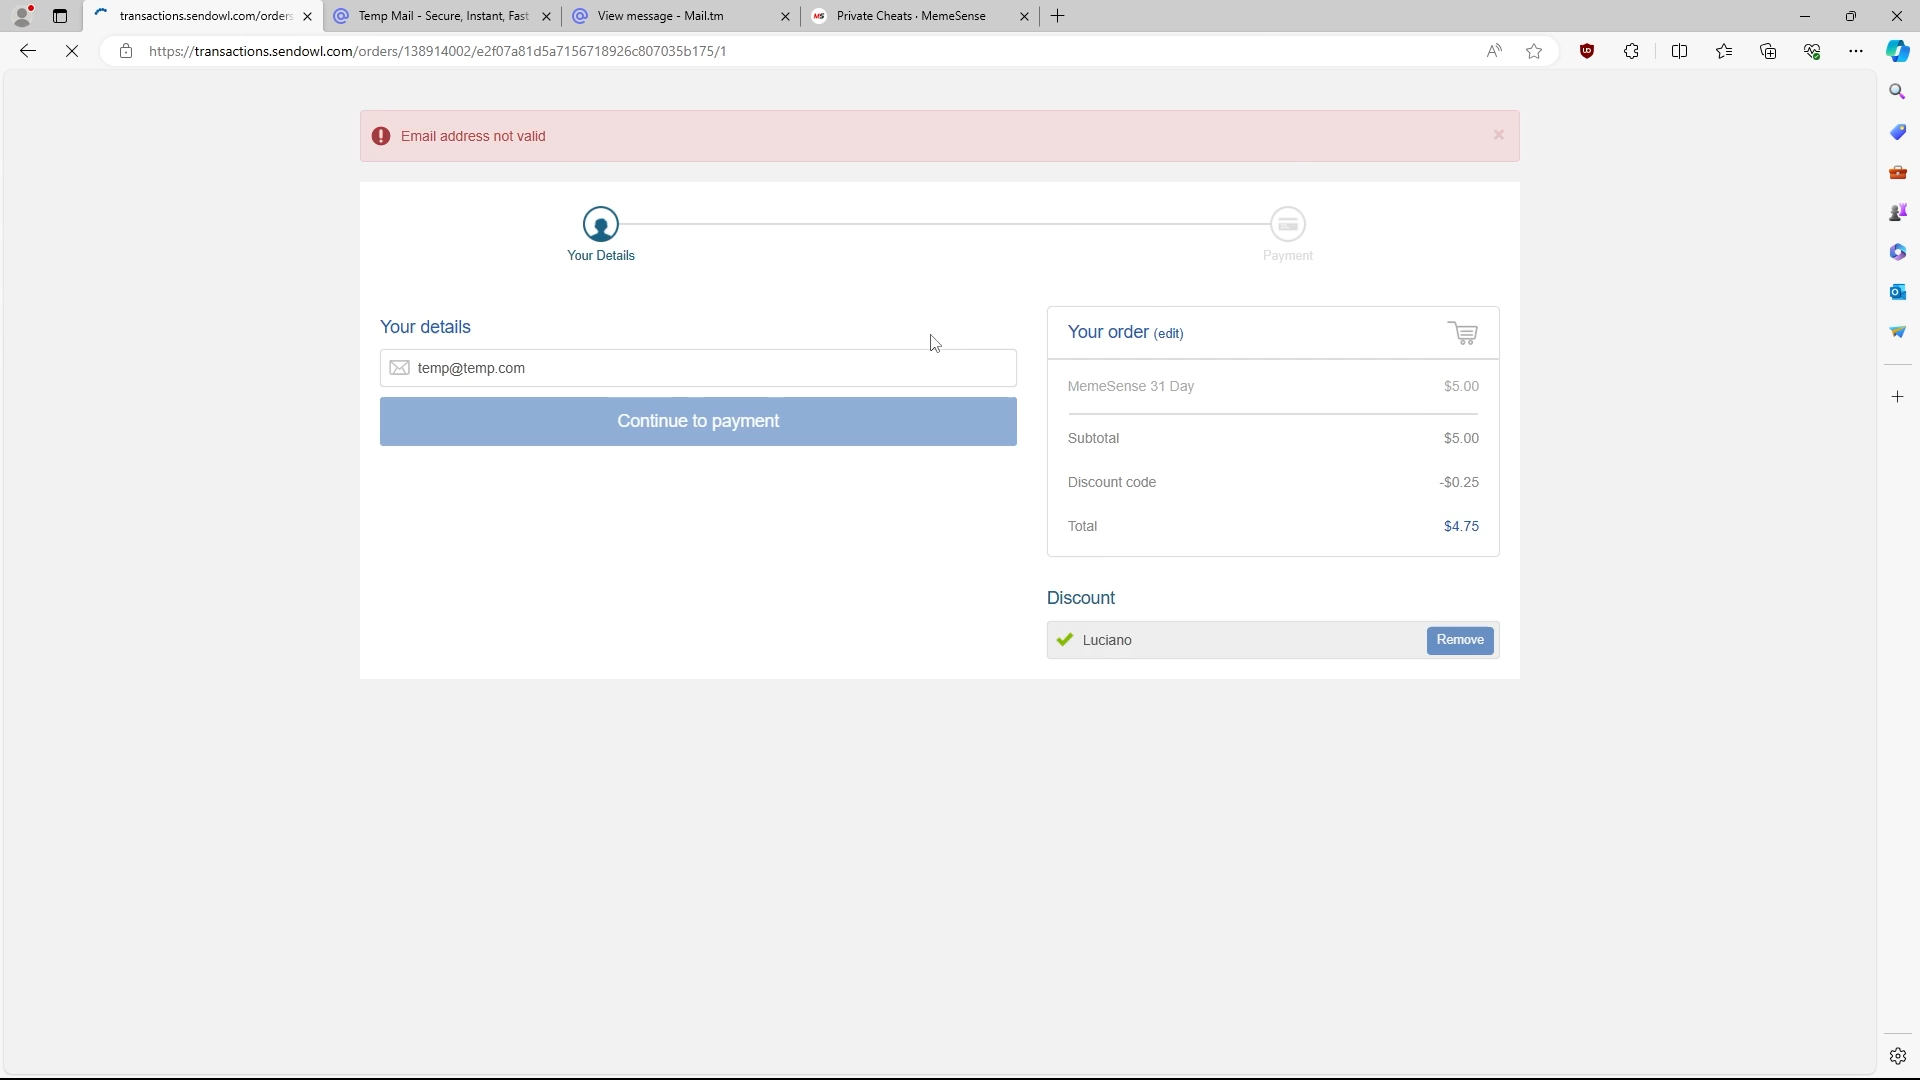 transactions.sendowl.com/orders
Temp Mail - Secure, Instant, Fast
View message - Mail.tm
MS
Private Cheats · MemeSense
https://transactions.sendowl.com/orders/138914002/e2f07a81d5a7156718926c807035b175/1
Email address not valid
Your Details
Payment
Your details
temp@temp.com
Continue to payment
Your order (edit)
MemeSense 31 Day $5.00
Subtotal $5.00
Discount code -$0.25
Total $4.75
Discount
Luciano
Remove